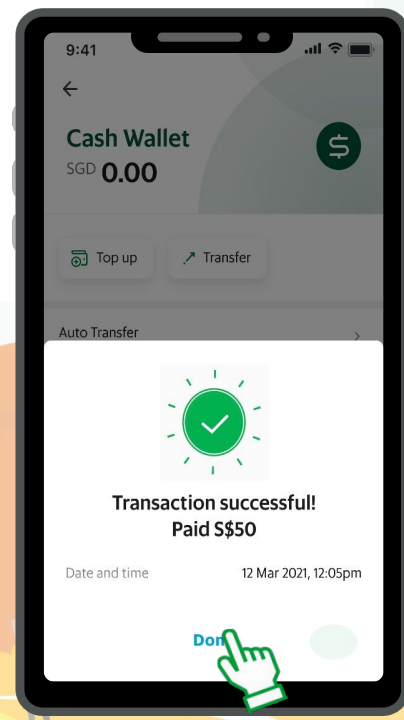 9:41
Cash Wallet
SGD 0.00
Top up
Transfer
Auto Transfer
Transaction successful!
Paid S$50
Date and time 12 Mar 2021, 12:05pm